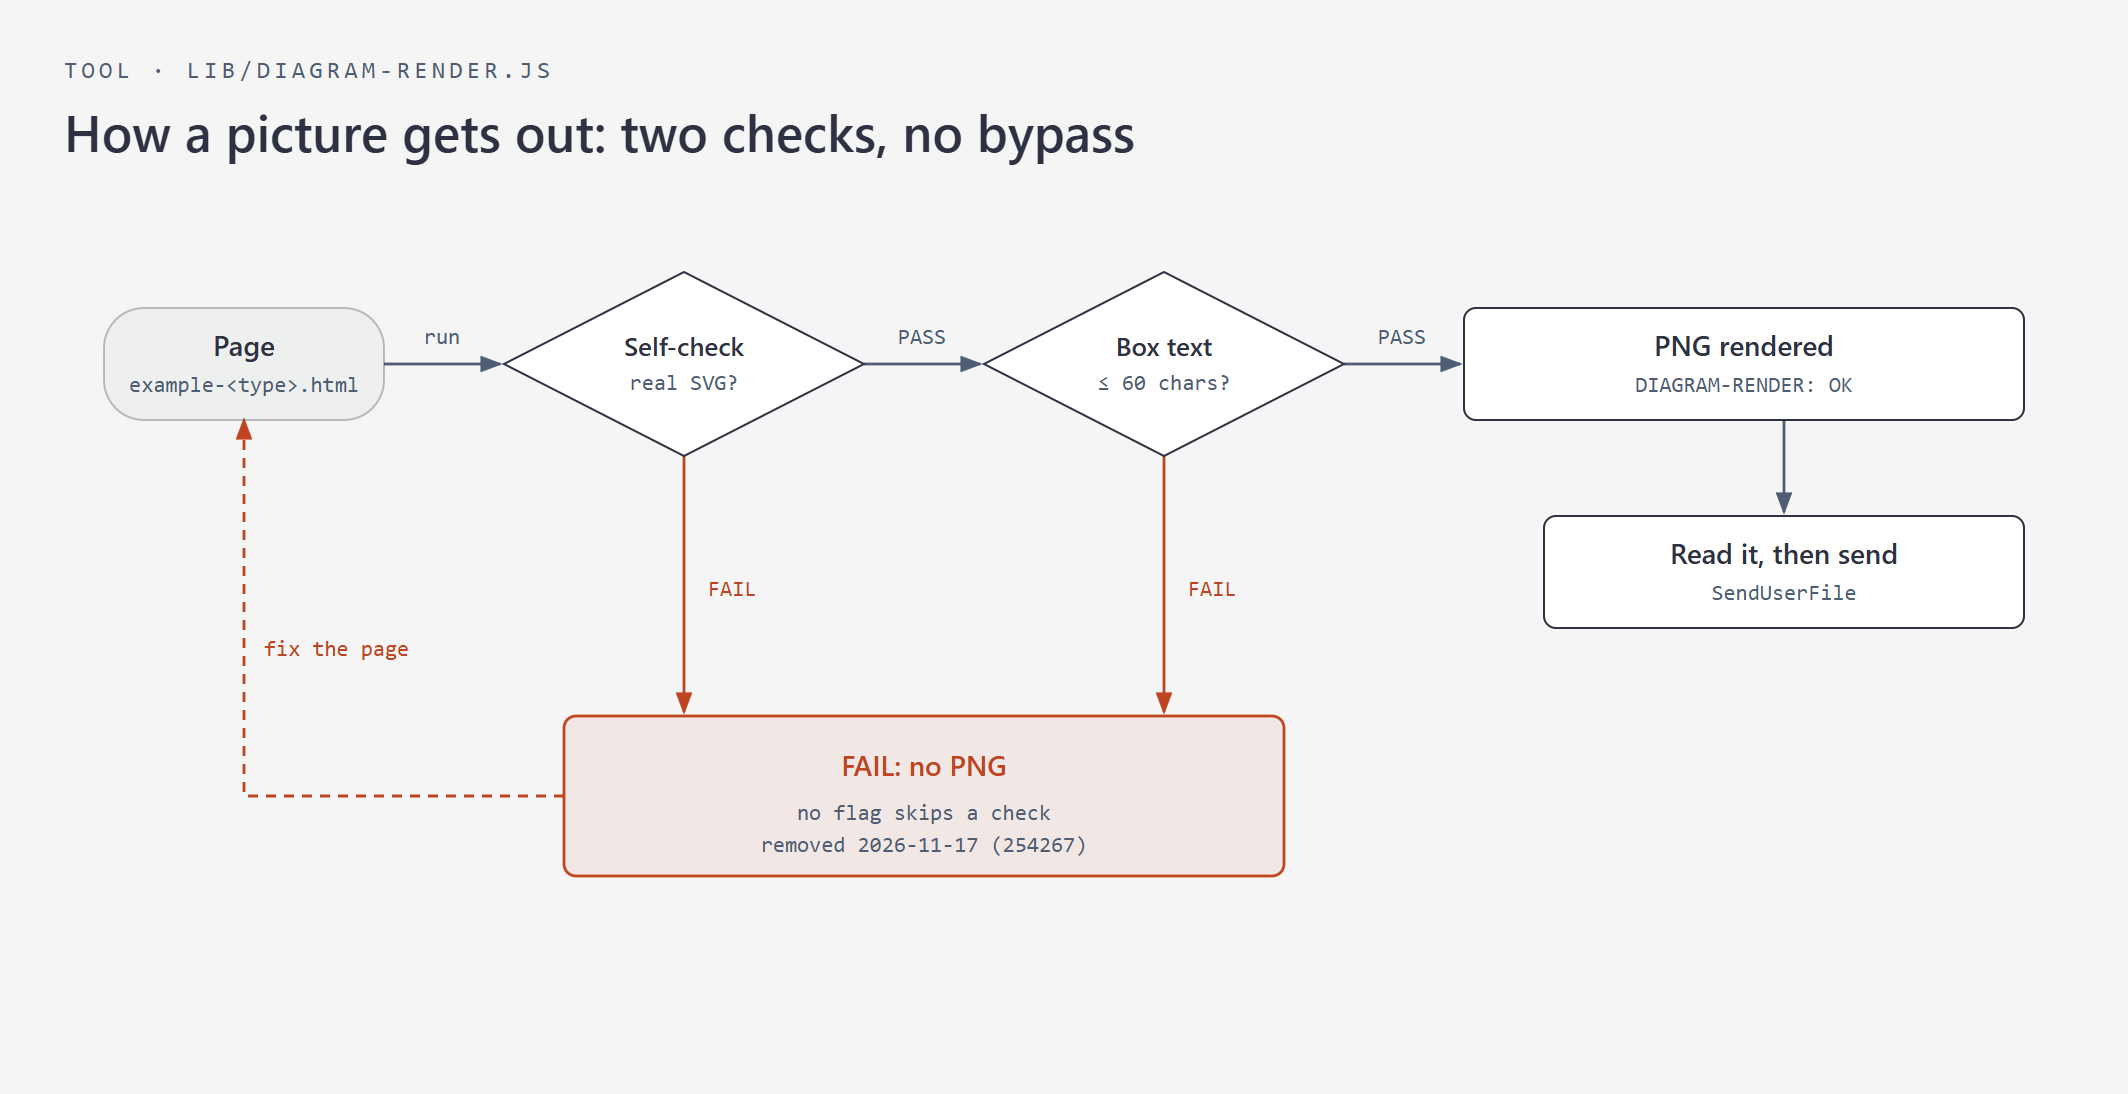 TOOL · LIB/DIAGRAM-RENDER.JS
How a picture gets out: two checks, no bypass
Page
example-<type>.html
run
Self-check
real SVG?
PASS
Box text
≤ 60 chars?
PASS
PNG rendered
DIAGRAM-RENDER: OK
Read it, then send
SendUserFile
FAIL
FAIL
fix the page
FAIL: no PNG
no flag skips a check
removed 2026-11-17 (254267)